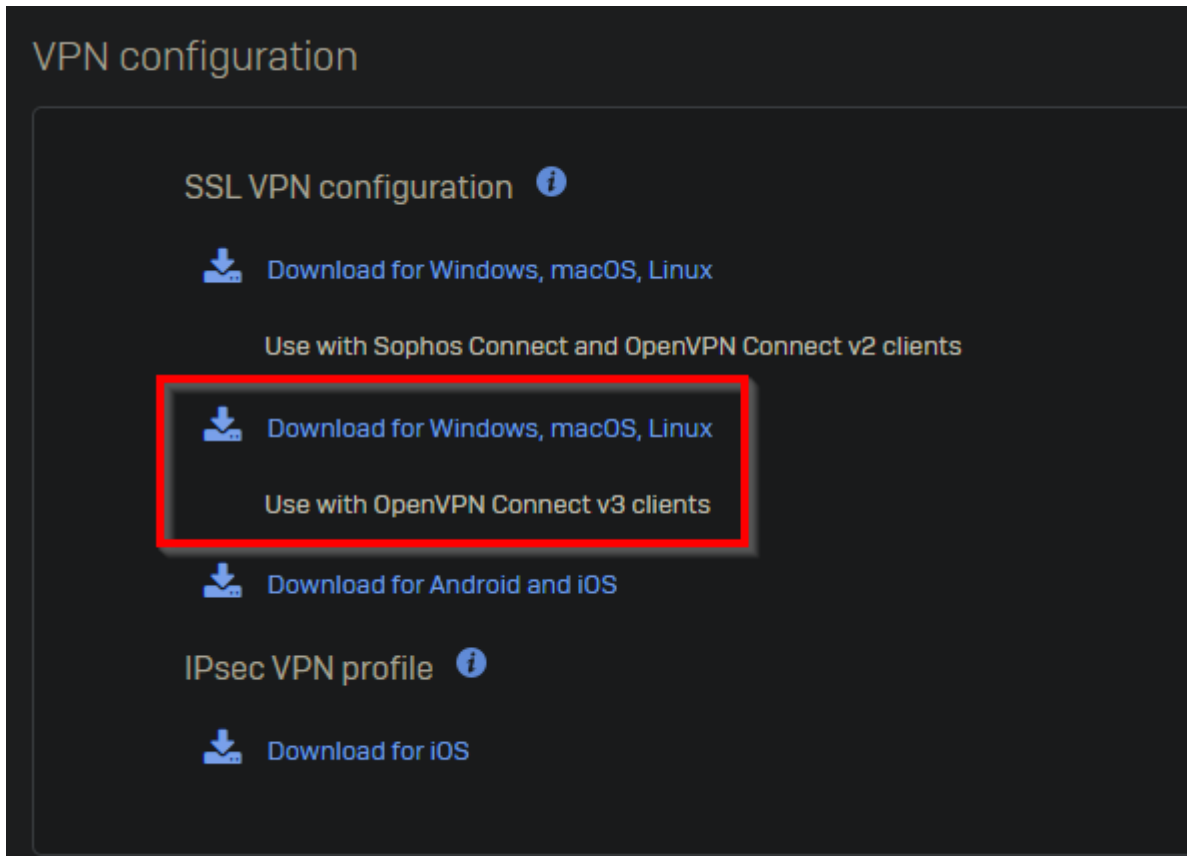 VPN configuration
SSL VPN configuration i
Download for Windows, macOS, Linux
Use with Sophos Connect and OpenVPN Connect v2 clients
Download for Windows, macOS, Linux
Use with OpenVPN Connect v3 clients
Download for Android and iOS
IPsec VPN profile i
Download for iOS